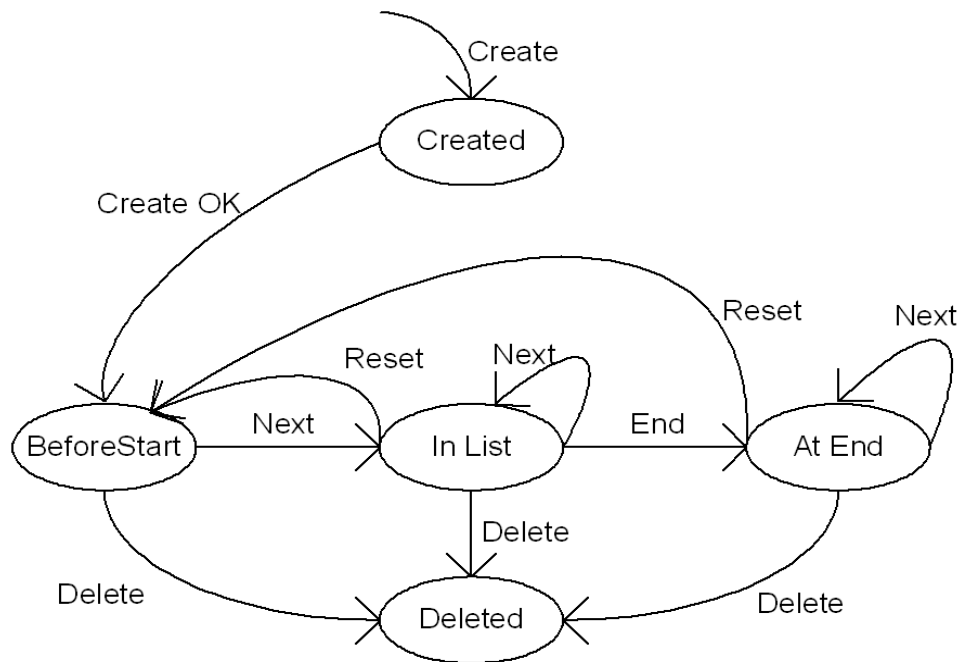 Create
Created
Create OK
Reset
Next
Reset
Next
BeforeStart
Next
In List
End
At End
Delete
Delete
Delete
Deleted